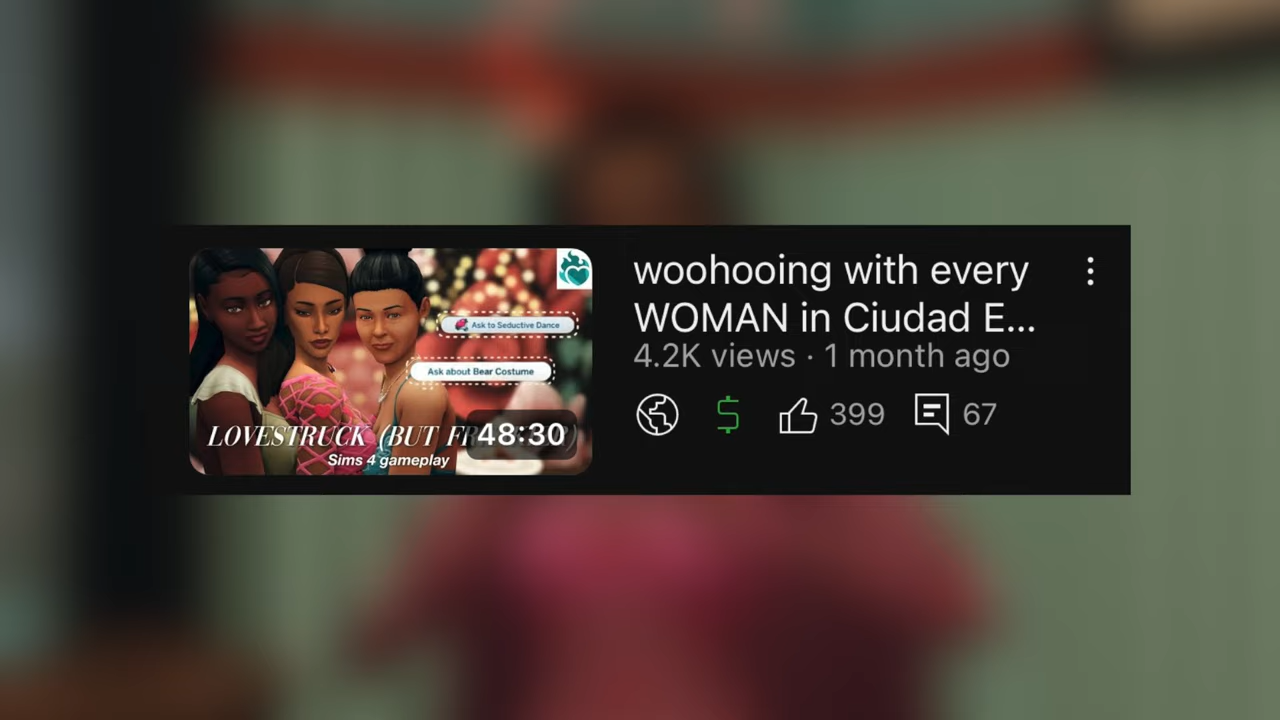 Ask to Seductive Dance
Ask about Bear Costume
LOVESTRUCK (BUT
48:30
Sims 4 gameplay
woohooing with every
WOMAN in Ciudad E...
4.2K views · 1 month ago
399
67